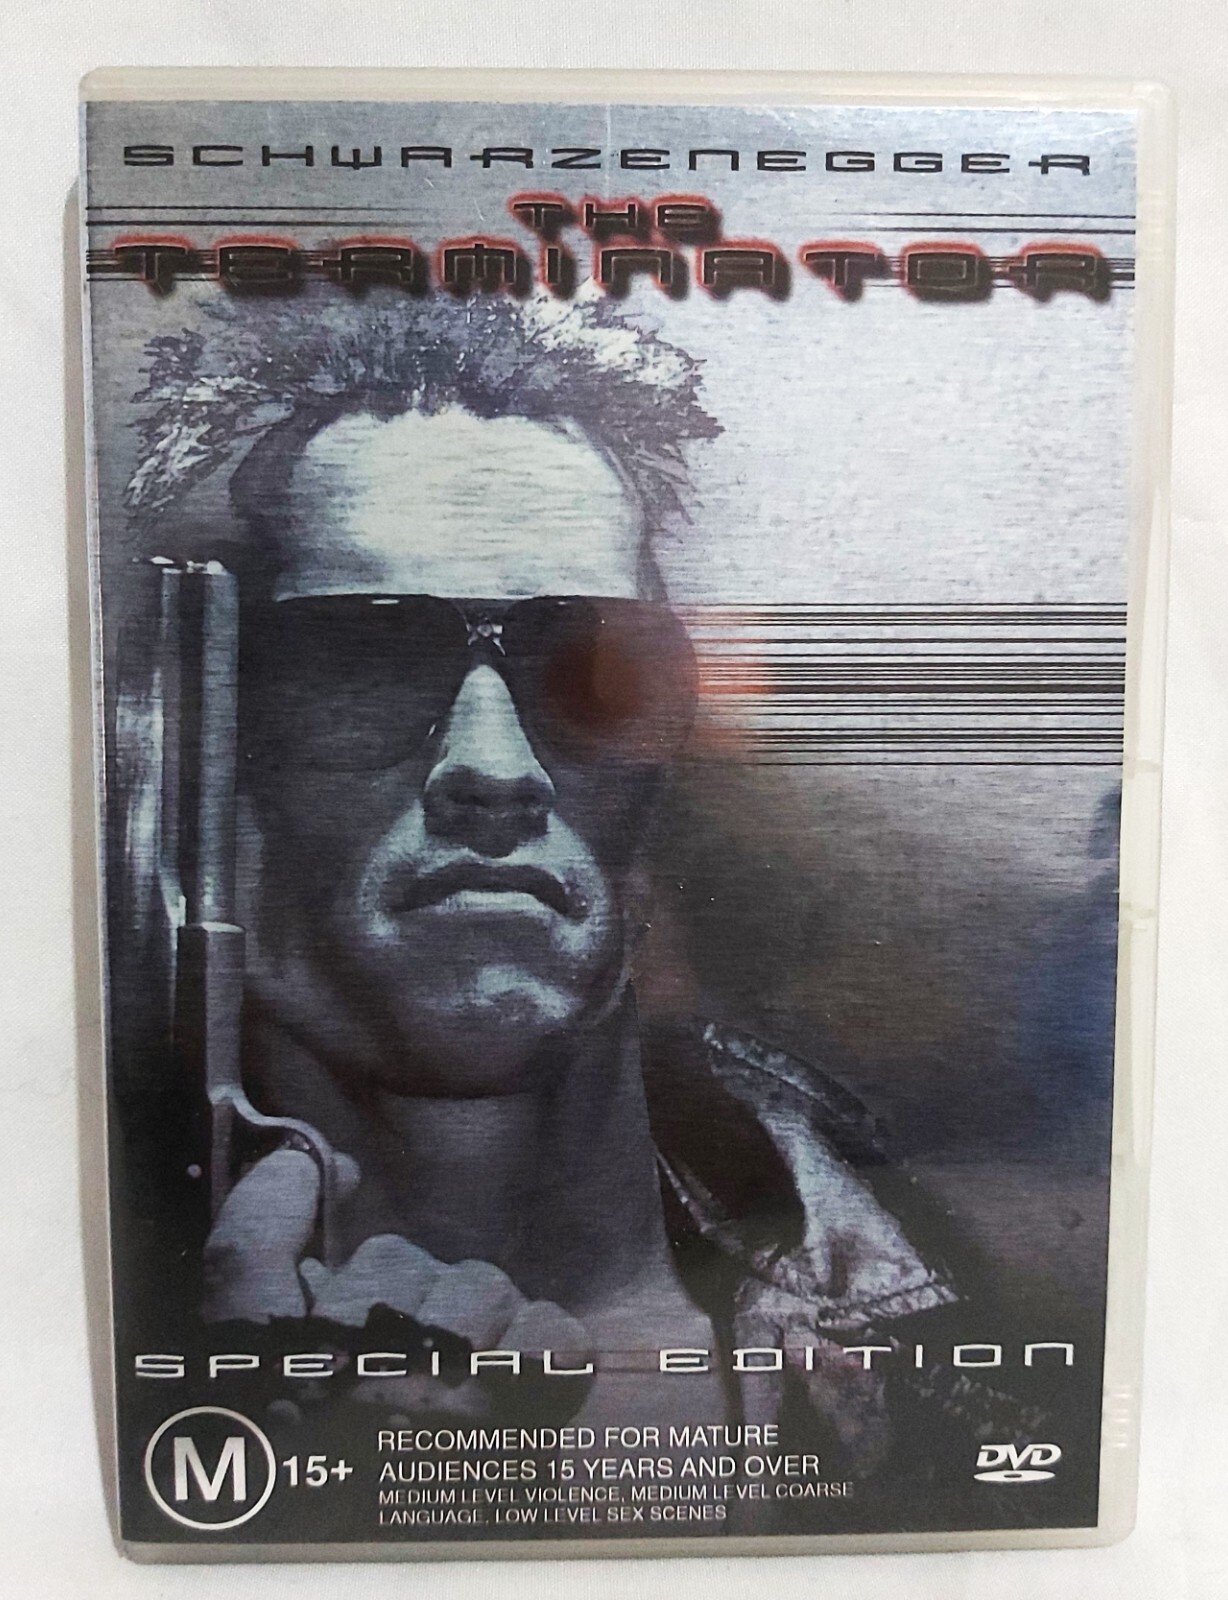 SCHWARZENEGGER
THE
TERMINATOR
SPECIAL EDITION
M 15+
RECOMMENDED FOR MATURE
AUDIENCES 15 YEARS AND OVER
MEDIUM LEVEL VIOLENCE, MEDIUM LEVEL COARSE
LANGUAGE, LOW LEVEL SEX SCENES
DVD